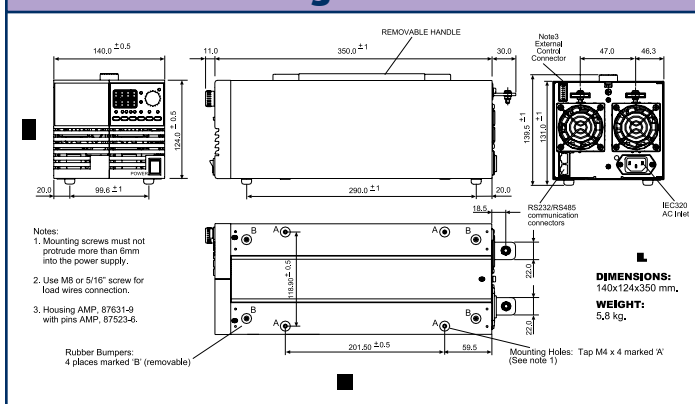 REMOVABLE HANDLE
140.0 ± 0.5
11.0
350.0 ±1
30.0
Note3
External
Control
Connector
47.0
46.3
124.0 ± 0.5
139.5 ±1
131.0 ±1
POWER
20.0
99.6 ±1
290.0 ±1
20.0
RS232/RS485
communication
connectors
IEC320
AC Inlet
18.5
Notes:
1. Mounting screws must not
protrude more than 6mm
into the power supply.
2. Use M8 or 5/16" screw for
load wires connection.
3. Housing AMP, 87631-9
with pins AMP, 87523-6.
B
A
A
B
118.90 ± 0.5
22.0
B
A
A
B
22.0
DIMENSIONS:
140x124x350 mm.
WEIGHT:
5.8 kg.
201.50 ±0.5
59.5
Rubber Bumpers:
4 places marked 'B' (removable)
Mounting Holes: Tap M4 x 4 marked 'A'
(See note 1)